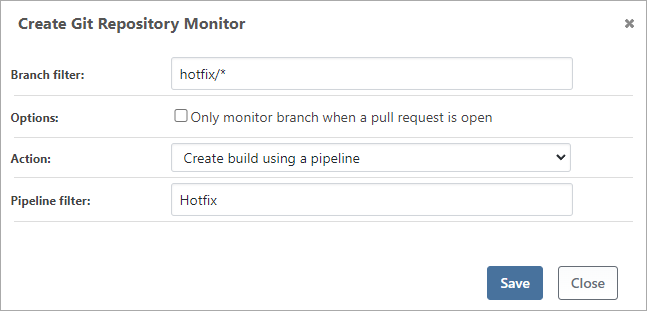 Create Git Repository Monitor
Branch filter: hotfix/*
Options: Only monitor branch when a pull request is open
Action: Create build using a pipeline
Pipeline filter: Hotfix
Save Close